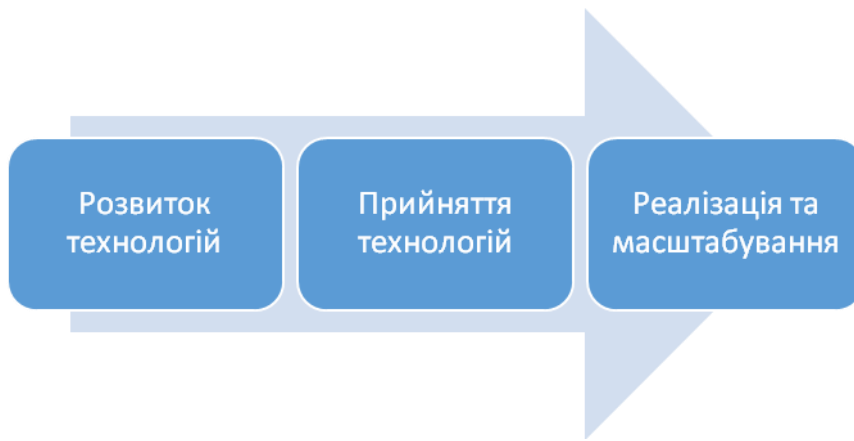 Розвиток
технологій
Прийняття
технологій
Реалізація та
масштабування